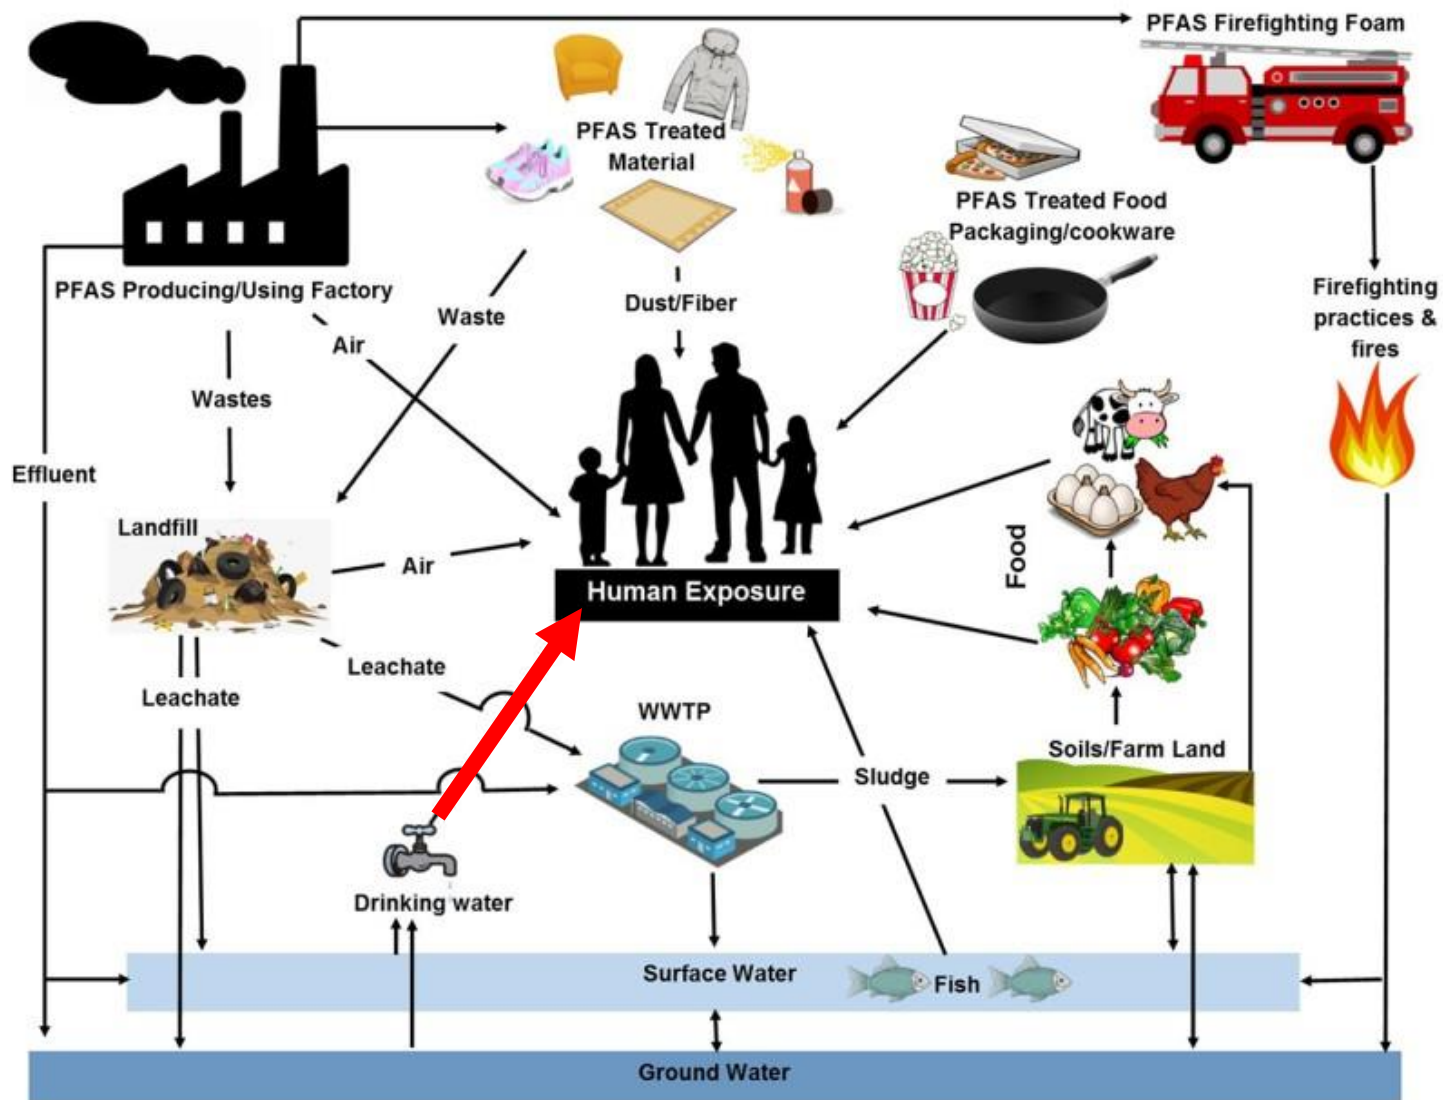 PFAS Firefighting Foam
PFAS Treated
Material
PFAS Treated Food
Packaging/cookware
PFAS Producing/Using Factory
Dust/Fiber
Waste
Air
Firefighting
practices &
fires
Wastes
Effluent
Landfill
Air
Food
Human Exposure
Leachate
Leachate
WWTP
Soils/Farm Land
Sludge
Drinking water
Surface Water
Fish
Ground Water